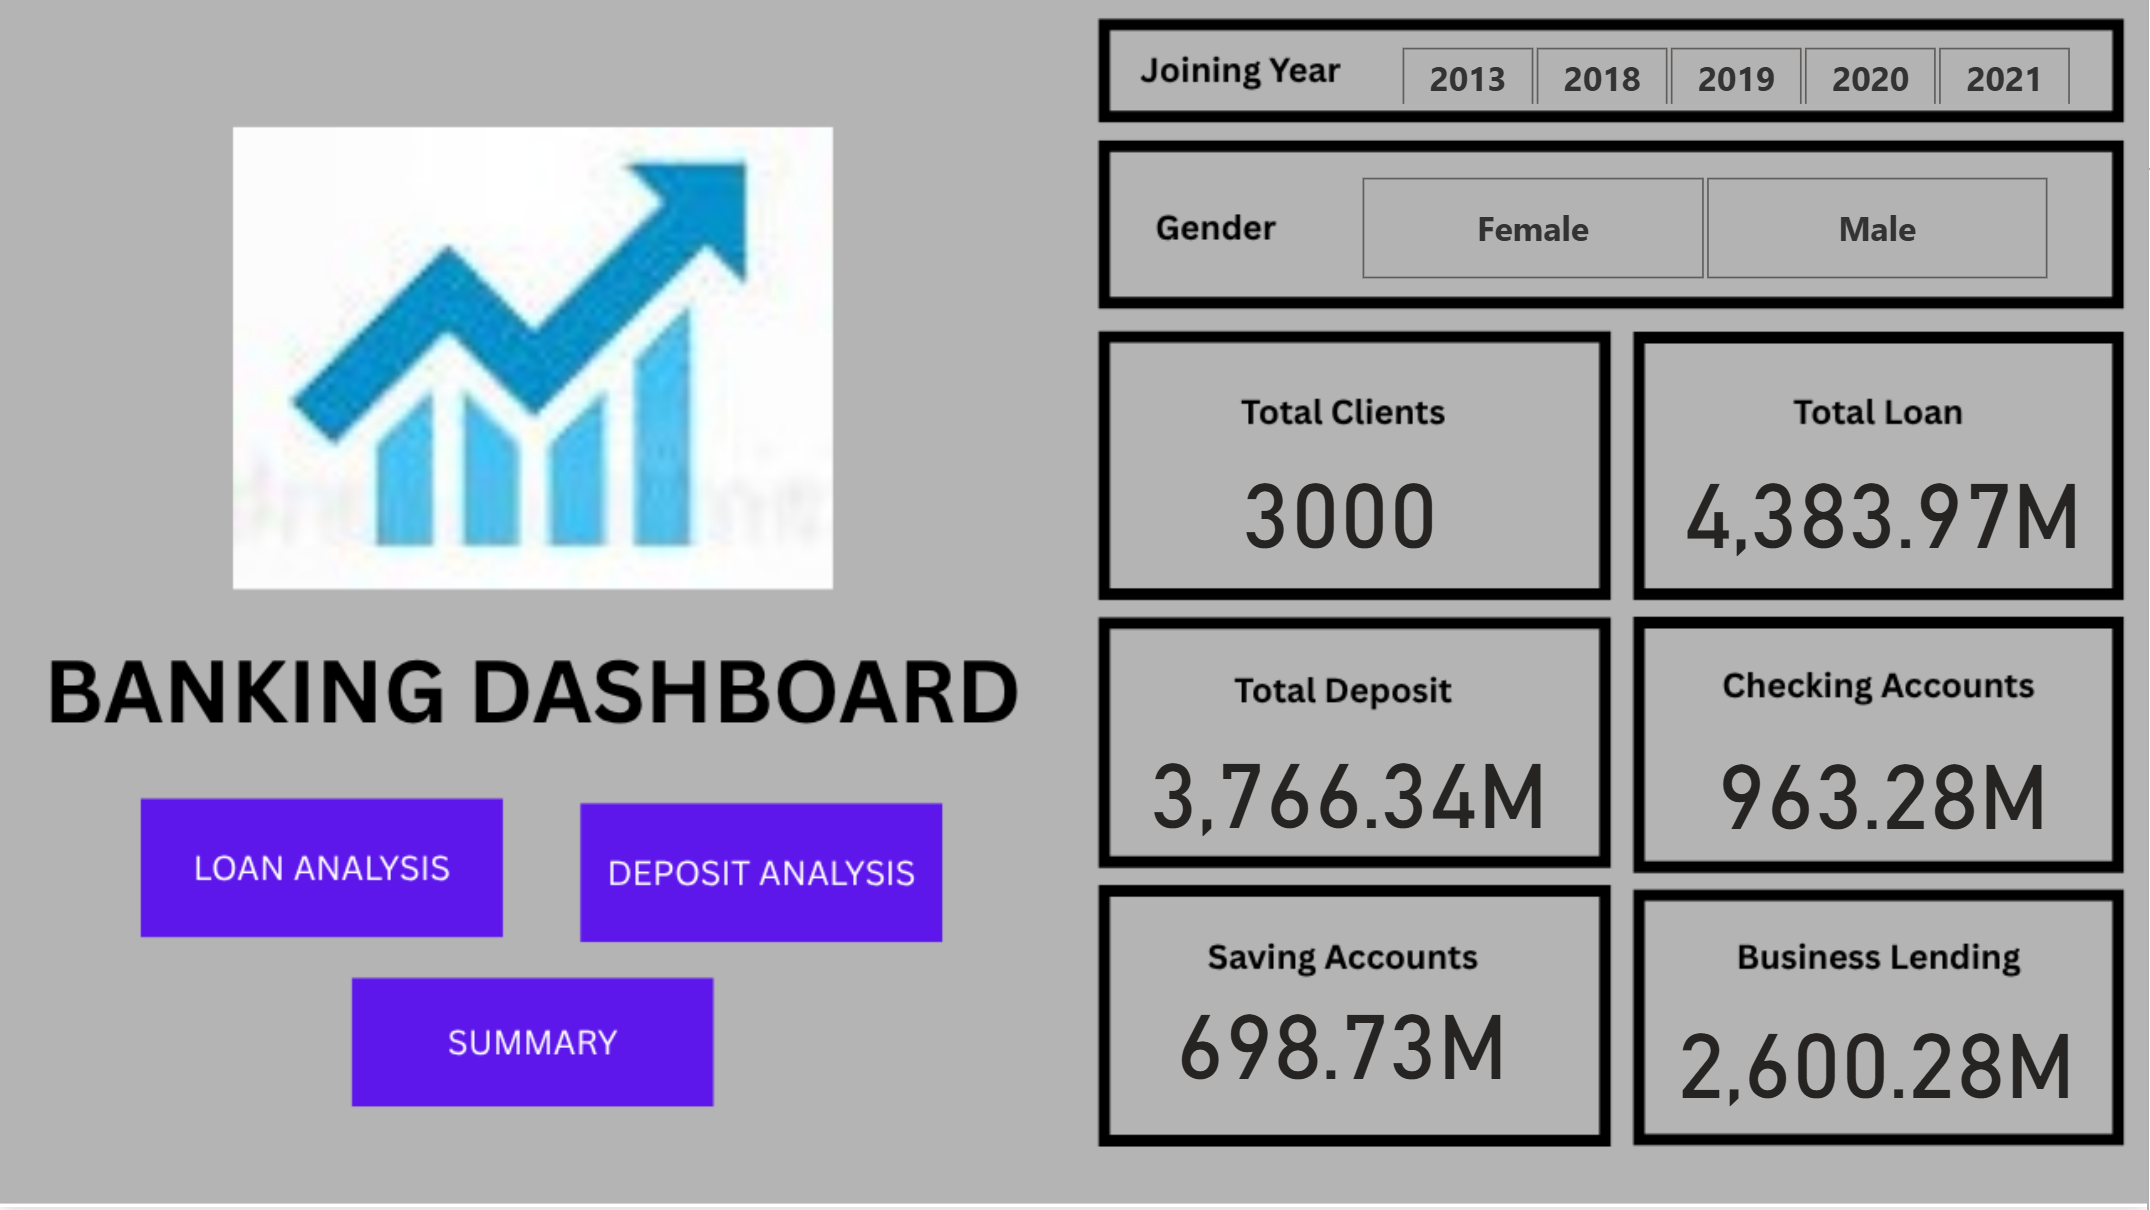 BANKING DASHBOARD
LOAN ANALYSIS
DEPOSIT ANALYSIS
SUMMARY
Joining Year 2013 2018 2019 2020 2021
Gender Female Male
Total Clients
3000
Total Loan
4,383.97M
Total Deposit
3,766.34M
Checking Accounts
963.28M
Saving Accounts
698.73M
Business Lending
2,600.28M